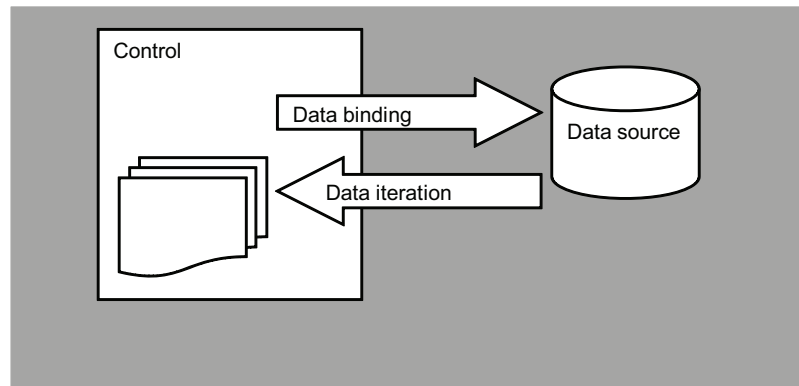 Control
Data binding
Data source
Data iteration